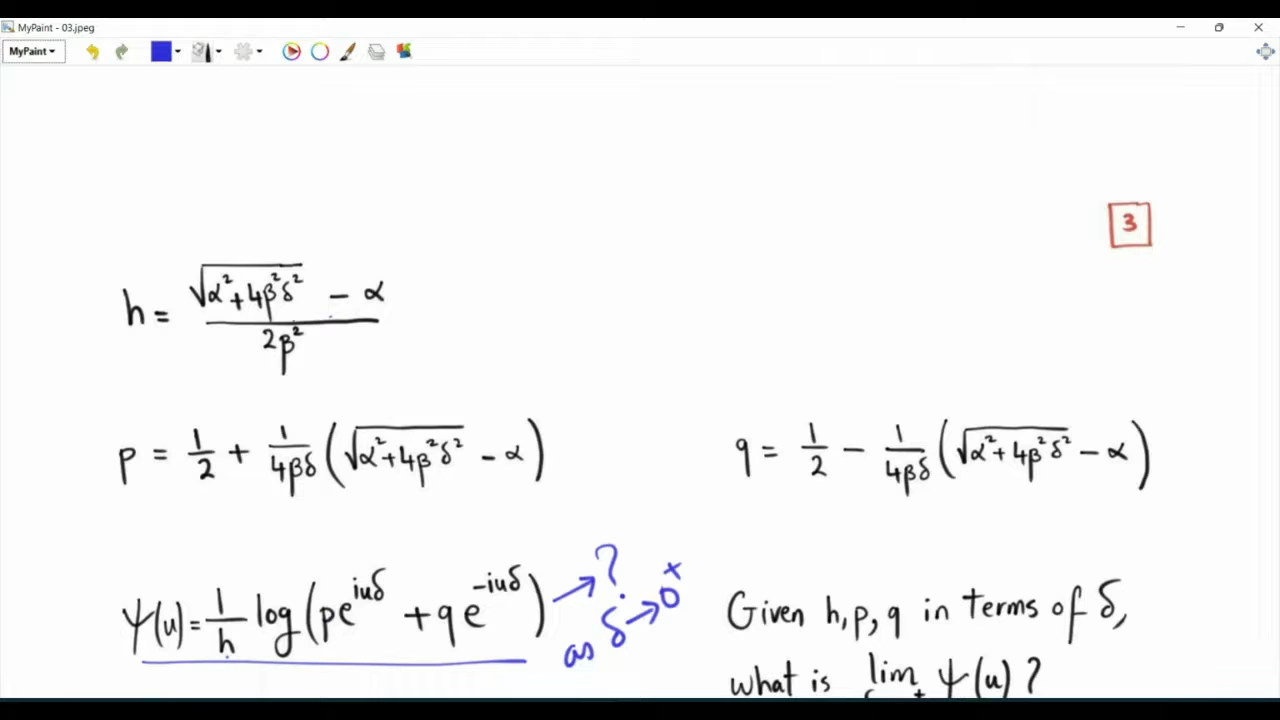 MyPaint - 03.jpeg
MyPaint
3
h = (√(α²+4β²δ²) - α) / 2β²
p = 1/2 + 1/4βδ (√(α²+4β²δ²) - α)
q = 1/2 - 1/4βδ (√(α²+4β²δ²) - α)
ψ(u) = 1/h log(pe^{iuδ} + qe^{-iuδ}) → ?
as δ → 0⁺
Given h, p, q in terms of δ,
what is lim ψ(u)?